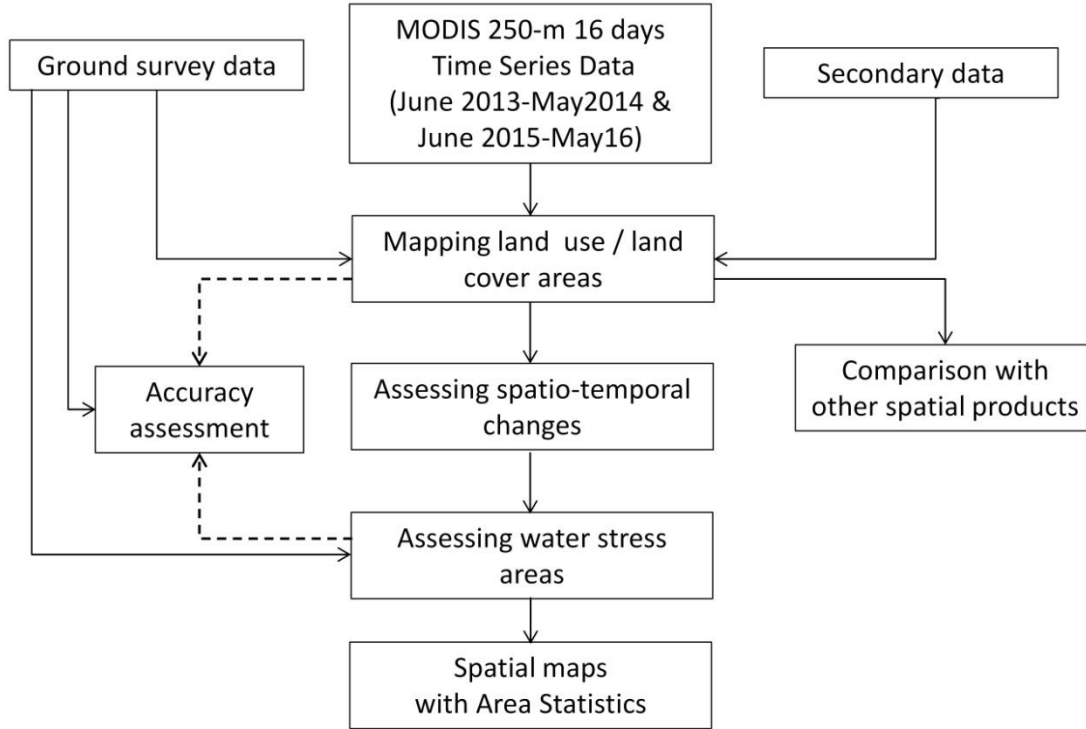 MODIS 250-m 16 days
Time Series Data
(June 2013-May2014 &
June 2015-May16)
Ground survey data
Secondary data
Mapping land use / land
cover areas
Accuracy
assessment
Assessing spatio-temporal
changes
Comparison with
other spatial products
Assessing water stress
areas
Spatial maps
with Area Statistics